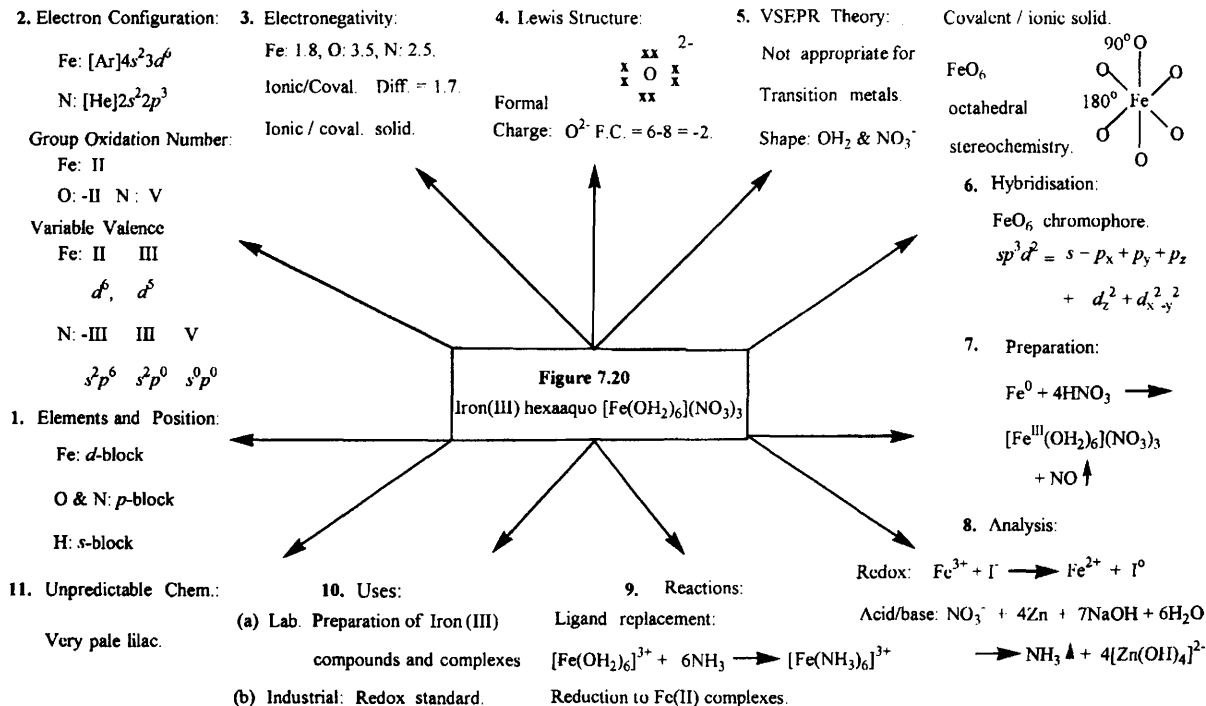 2. Electron Configuration:
Fe: [Ar]4s²3d⁶
N: [He]2s²2p³
Group Oxidation Number:
Fe: II
O: -II N: V
Variable Valence
Fe: II III
d⁶, d⁵
N: -III III V
s²p⁶ s²p⁰ s⁰p⁰
1. Elements and Position:
Fe: d-block
O & N: p-block
H: s-block
3. Electronegativity:
Fe: 1.8, O: 3.5, N: 2.5.
Ionic/Coval. Diff. = 1.7.
Ionic / coval. solid.
4. Lewis Structure:
xx 2-
x O x
x x
xx
Formal
Charge: O²⁻ F.C. = 6-8 = -2.
5. VSEPR Theory:
Not appropriate for
Transition metals.
Shape: OH₂ & NO₃⁻
Covalent / ionic solid.
FeO₆
octahedral
stereochemistry.
90° O
O O
180° Fe
O O
O
6. Hybridisation:
FeO₆ chromophore.
sp³d² = s - pₓ + p_y + p_z
+ d_z² + d_x²-y²
Figure 7.20
Iron(III) hexaaquo [Fe(OH₂)₆](NO₃)₃
7. Preparation:
Fe⁰ + 4HNO₃ →
[Feᴵᴵᴵ(OH₂)₆](NO₃)₃
+ NO ↑
8. Analysis:
Redox: Fe³⁺ + I⁻ → Fe²⁺ + I⁰
Acid/base: NO₃⁻ + 4Zn + 7NaOH + 6H₂O
→ NH₃ ↑ + 4[Zn(OH)₄]²⁻
9. Reactions:
Ligand replacement:
[Fe(OH₂)₆]³⁺ + 6NH₃ → [Fe(NH₃)₆]³⁺
Reduction to Fe(II) complexes.
10. Uses:
(a) Lab. Preparation of Iron (III)
compounds and complexes
(b) Industrial: Redox standard.
11. Unpredictable Chem.:
Very pale lilac.